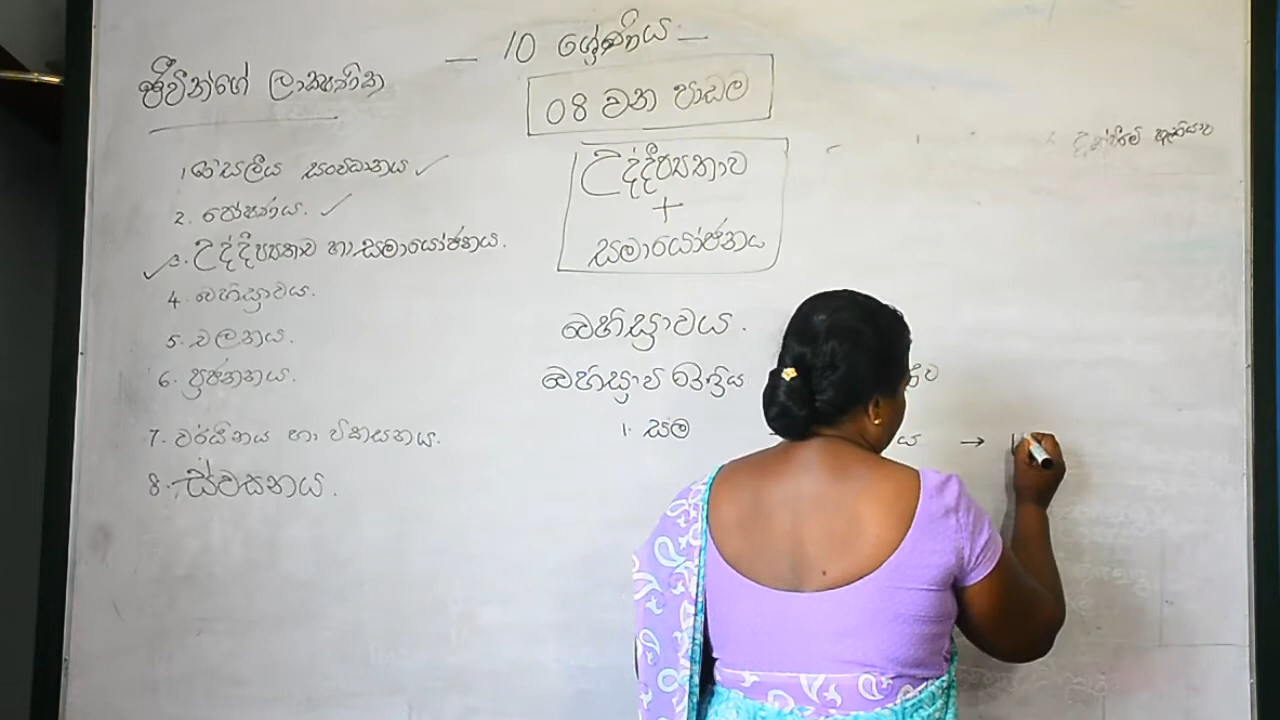 — 10 ශ්‍රේණිය —
08 වන පාඩම
ජීවීන්ගේ ලාක්ෂණික
1. සෛලීය සංවිධානය ✓
2. පෝෂණය. ✓
✓ 3. උද්දීප්‍යතාව හා සමායෝජනය.
4. බහිස්‍රාවය.
5. චලනය.
6. ප්‍රජනනය.
7. වර්ධනය හා විකසනය.
8. ස්වසනය.
උද්දීප්‍යතාව
+
සමායෝජනය
බහිස්‍රාවය.
බහිස්‍රාවී ඉන්ද්‍රිය
1. සම
ය →